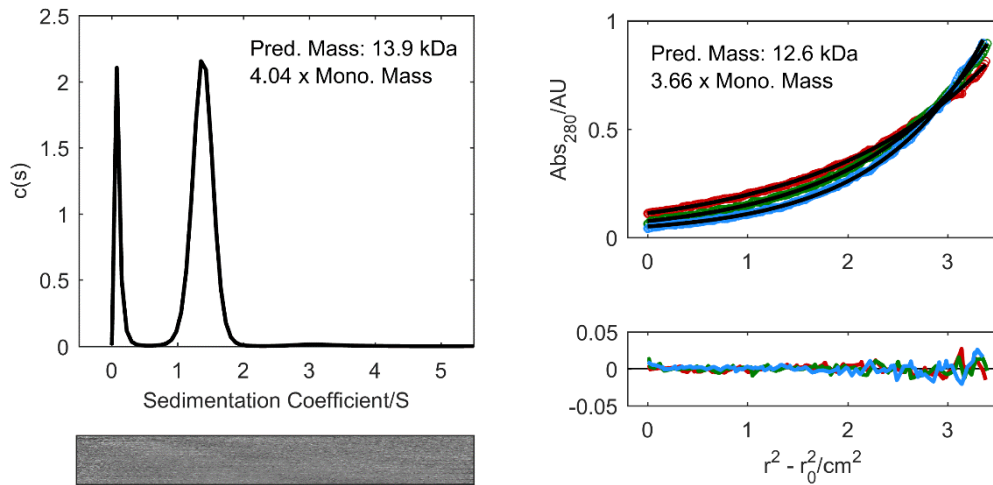 2.5
2
1.5
1
0.5
0
c(s)
Pred. Mass: 13.9 kDa
4.04 x Mono. Mass
0 1 2 3 4 5
Sedimentation Coefficient/S
1
0.5
0
Abs280/AU
Pred. Mass: 12.6 kDa
3.66 x Mono. Mass
0 1 2 3
0.05
0
-0.05
0 1 2 3
r² - r₀²/cm²